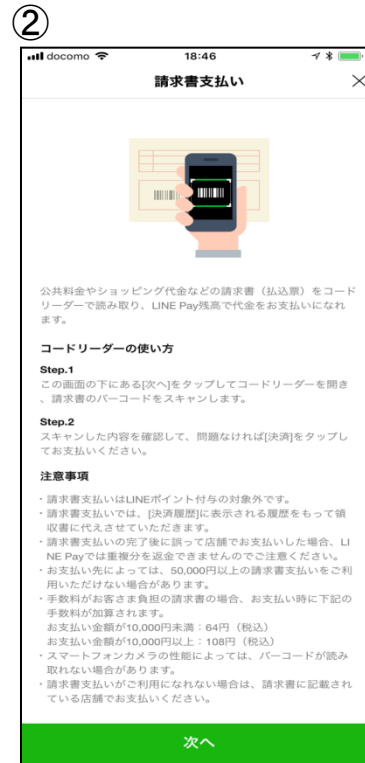 ②
docomo 18:46
請求書支払い
公共料金やショッピング代金などの請求書（払込票）をコード
リーダーで読み取り、LINE Pay残高で代金をお支払いになれ
ます。
コードリーダーの使い方
Step.1
この画面の下にある[次へ]をタップしてコードリーダーを開き
、請求書のバーコードをスキャンします。
Step.2
スキャンした内容を確認して、問題なければ[決済]をタップし
てお支払いください。
注意事項
・請求書支払いはLINEポイント付与の対象外です。
・請求書支払いでは、[決済履歴]に表示される履歴をもって領
収書に代えさせていただきます。
・請求書支払いの完了後に誤って店舗でお支払いした場合、LI
NE Payでは重複分を返金できませんのでご注意ください。
・お支払い先によっては、50,000円以上の請求書支払いをご利
用いただけない場合があります。
・手数料がお客さま負担の請求書の場合、お支払い時に下記の
手数料が加算されます。
お支払い金額が10,000円未満：64円（税込）
お支払い金額が10,000円以上：108円（税込）
・スマートフォンカメラの性能によっては、バーコードが読み
取れない場合があります。
・請求書支払いがご利用になれない場合は、請求書に記載され
ている店舗でお支払いください。
次へ